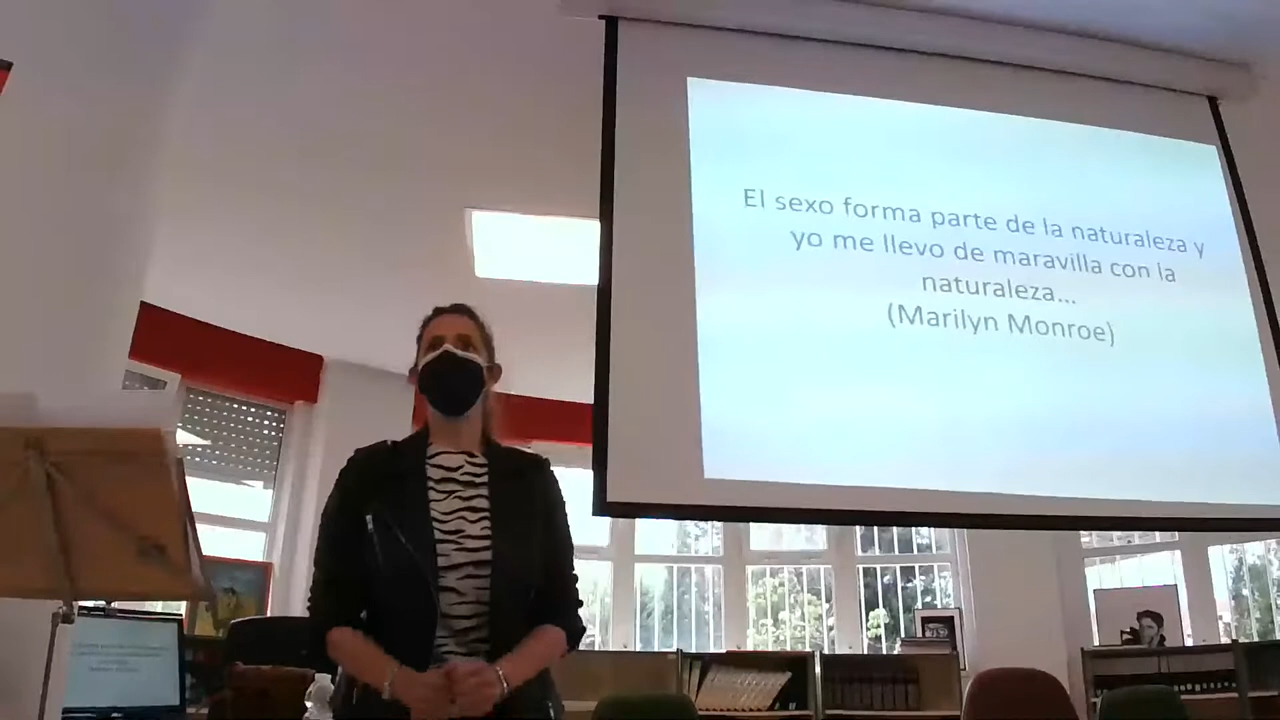 El sexo forma parte de la naturaleza y
yo me llevo de maravilla con la
naturaleza...
(Marilyn Monroe)